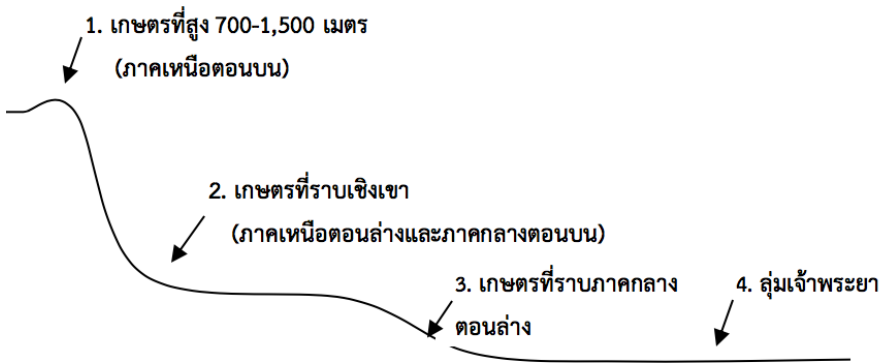 1. เกษตรที่สูง 700-1,500 เมตร
(ภาคเหนือตอนบน)
2. เกษตรที่ราบเชิงเขา
(ภาคเหนือตอนล่างและภาคกลางตอนบน)
3. เกษตรที่ราบภาคกลาง
ตอนล่าง
4. ลุ่มเจ้าพระยา